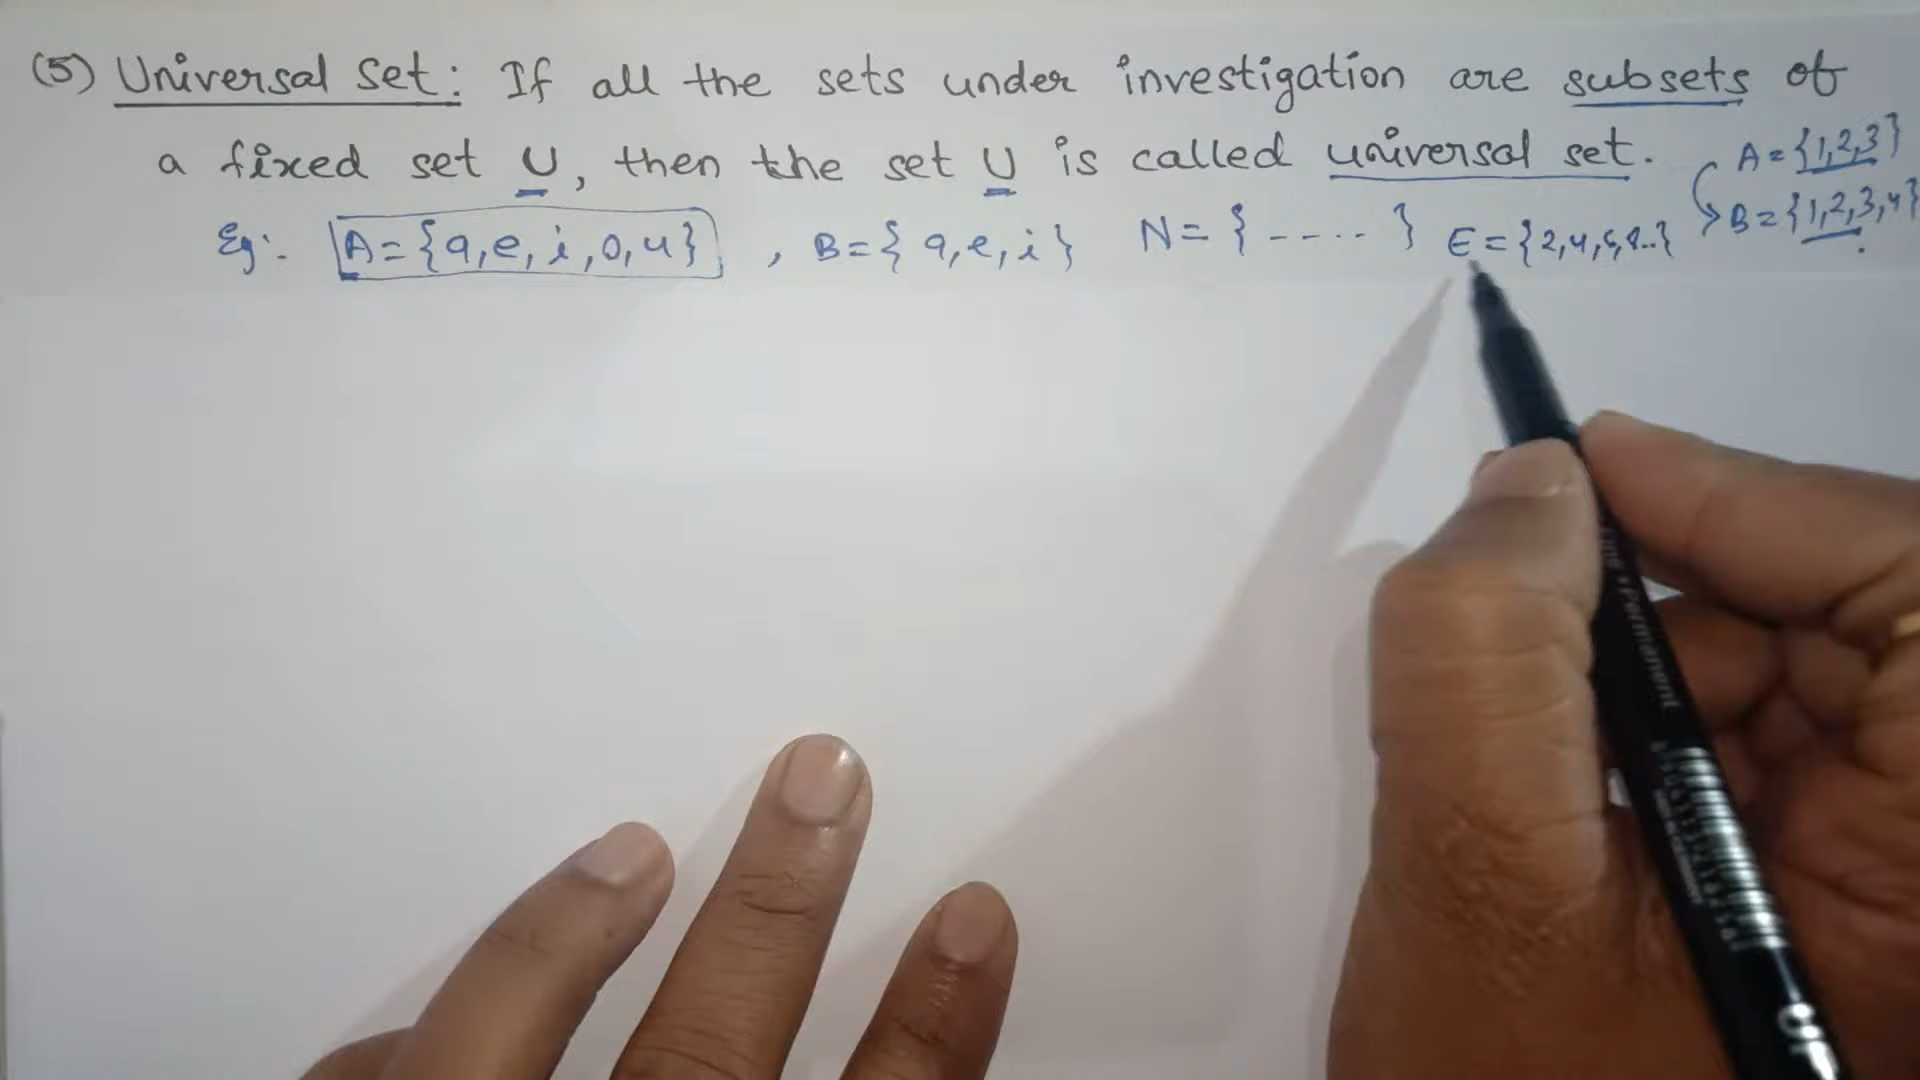 (5) Universal set: If all the sets under investigation are subsets of
a fixed set U, then the set U is called universal set.
A={1,2,3}
B={1,2,3,4}
Eg: A={a,e,i,o,u}, B={a,e,i} N={-----} E={2,4,6,8..}
Permanent